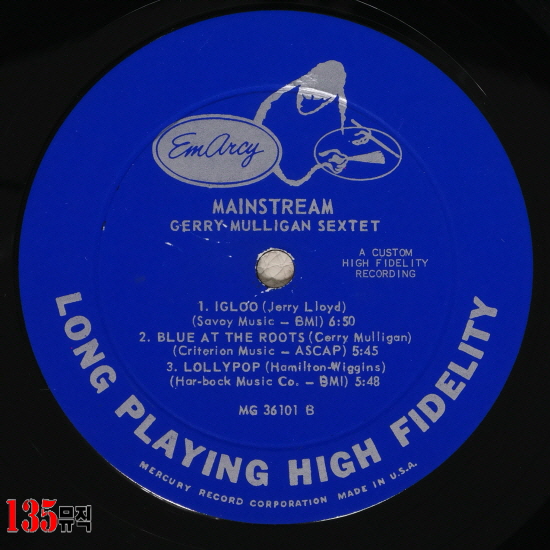 EmArcy
MAINSTREAM
GERRY MULLIGAN SEXTET
A CUSTOM
HIGH FIDELITY
RECORDING
1. IGLOO (Jerry Lloyd)
(Savoy Music – BMI) 6:50
2. BLUE AT THE ROOTS (Gerry Mulligan)
(Criterion Music – ASCAP) 5:45
3. LOLLYPOP (Hamilton-Wiggins)
(Har-bock Music Co. – BMI) 5:48
MG 36101 B
LONG PLAYING HIGH FIDELITY
MERCURY RECORD CORPORATION MADE IN U.S.A.
135뮤직